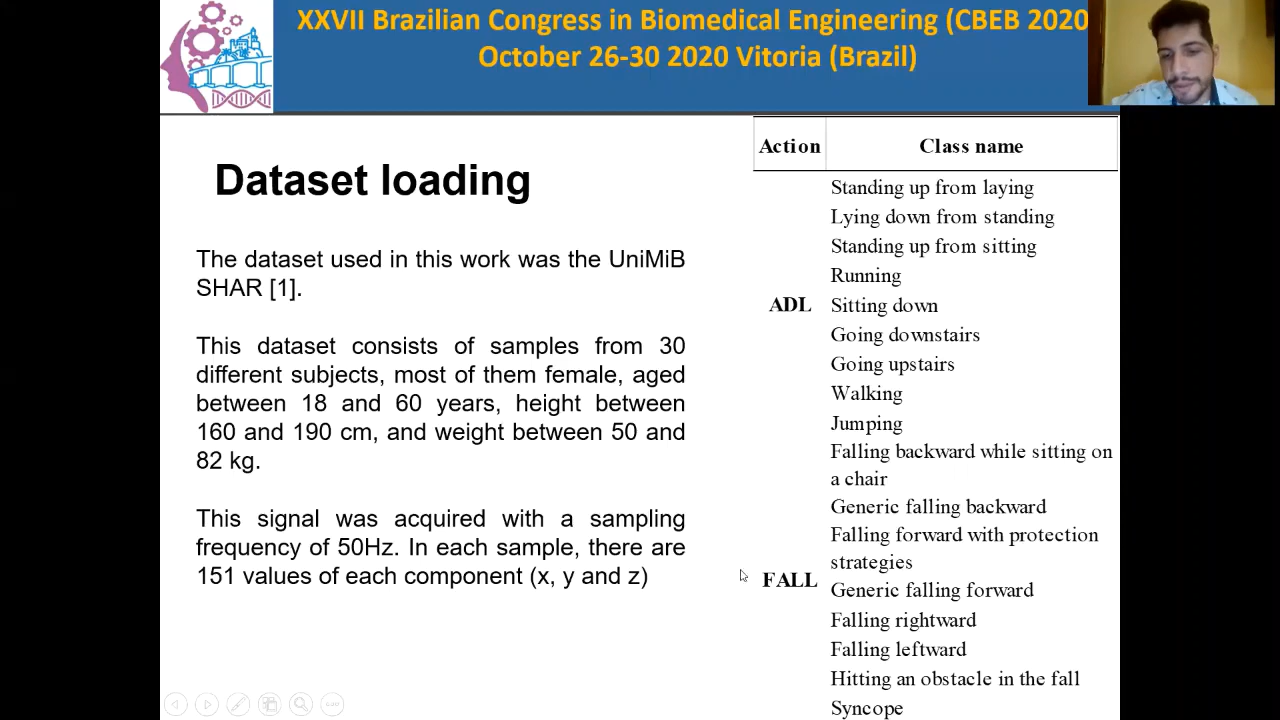 XXVII Brazilian Congress in Biomedical Engineering (CBEB 2020
October 26-30 2020 Vitoria (Brazil)
Dataset loading
The dataset used in this work was the UniMiB
SHAR [1].
This dataset consists of samples from 30
different subjects, most of them female, aged
between 18 and 60 years, height between
160 and 190 cm, and weight between 50 and
82 kg.
This signal was acquired with a sampling
frequency of 50Hz. In each sample, there are
151 values of each component (x, y and z)
Action Class name
Standing up from laying
Lying down from standing
Standing up from sitting
Running
ADL Sitting down
Going downstairs
Going upstairs
Walking
Jumping
Falling backward while sitting on
a chair
Generic falling backward
Falling forward with protection
strategies
FALL Generic falling forward
Falling rightward
Falling leftward
Hitting an obstacle in the fall
Syncope